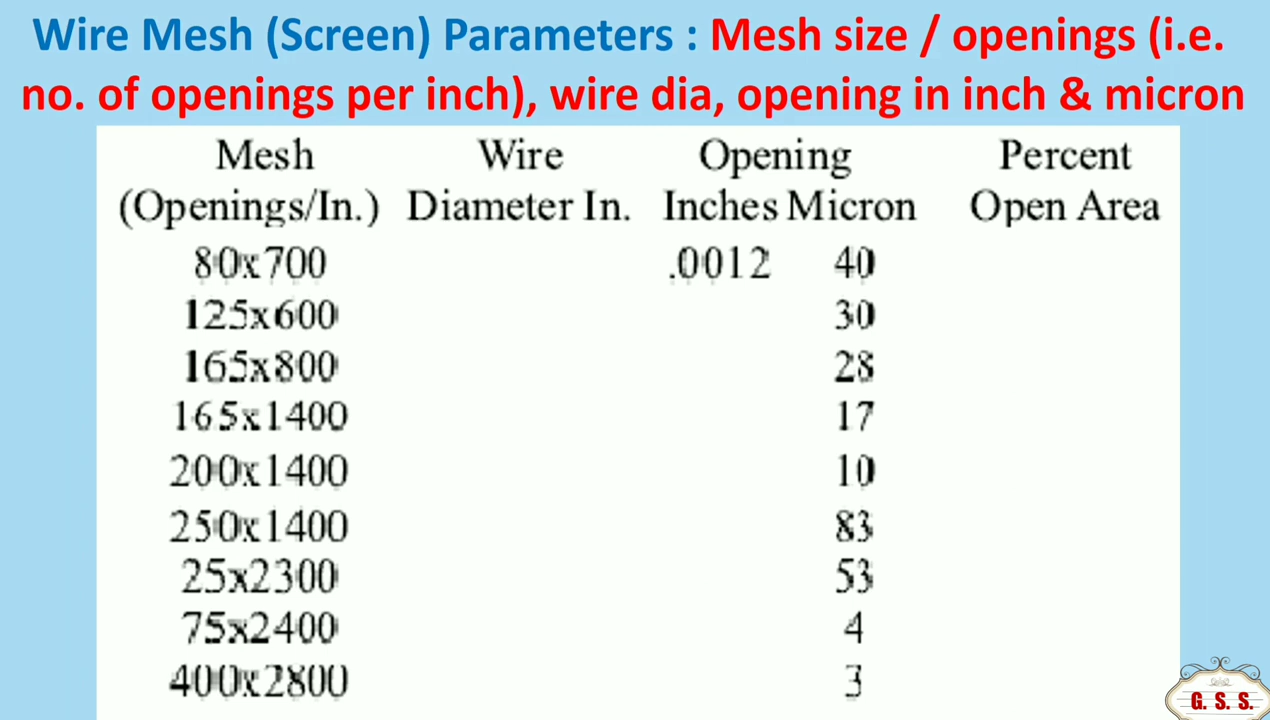 Wire Mesh (Screen) Parameters : Mesh size / openings (i.e.
no. of openings per inch), wire dia, opening in inch & micron
Mesh Wire Opening Percent
(Openings/In.) Diameter In. Inches Micron Open Area
80x700 .0012 40
125x600 30
165x800 28
165x1400 17
200x1400 10
250x1400 83
25x2300 53
75x2400 4
400x2800 3
G. S. S.